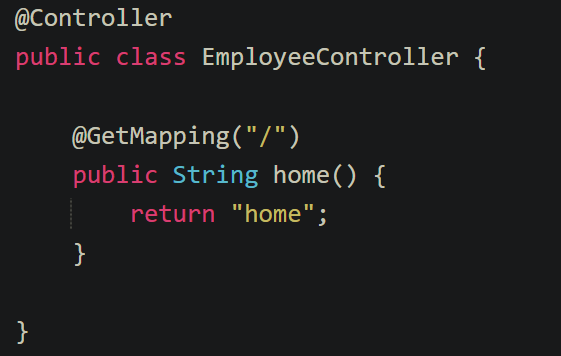 @Controller
public class EmployeeController {
@GetMapping("/")
public String home() {
return "home";
}
}